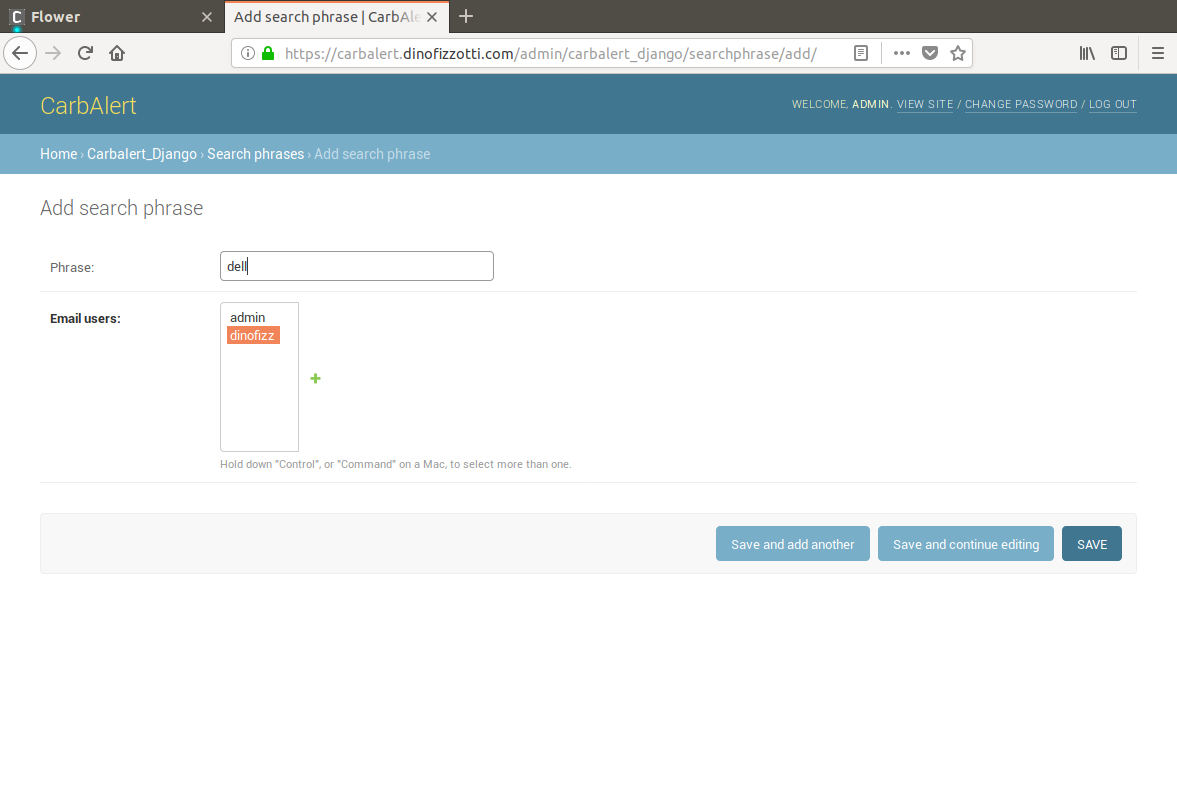 C Flower
Add search phrase | CarbAle
https://carbalert.dinofizzotti.com/admin/carbalert_django/searchphrase/add/
CarbAlert
WELCOME, ADMIN. VIEW SITE / CHANGE PASSWORD / LOG OUT
Home › Carbalert_Django › Search phrases › Add search phrase
Add search phrase
Phrase:
dell
Email users:
admin
dinofizz
Hold down "Control", or "Command" on a Mac, to select more than one.
Save and add another
Save and continue editing
SAVE